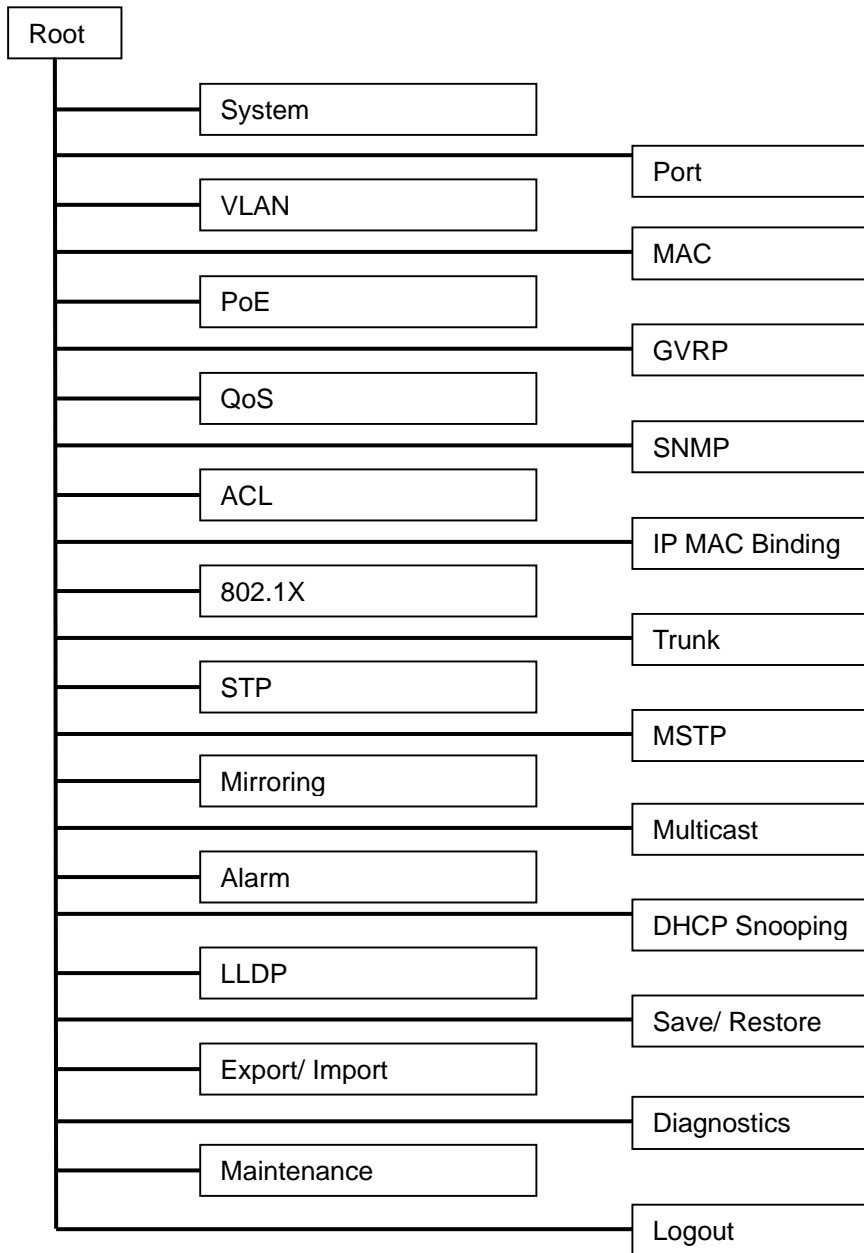 Root
System
Port
VLAN
MAC
PoE
GVRP
QoS
SNMP
ACL
IP MAC Binding
802.1X
Trunk
STP
MSTP
Mirroring
Multicast
Alarm
DHCP Snooping
LLDP
Save/ Restore
Export/ Import
Diagnostics
Maintenance
Logout